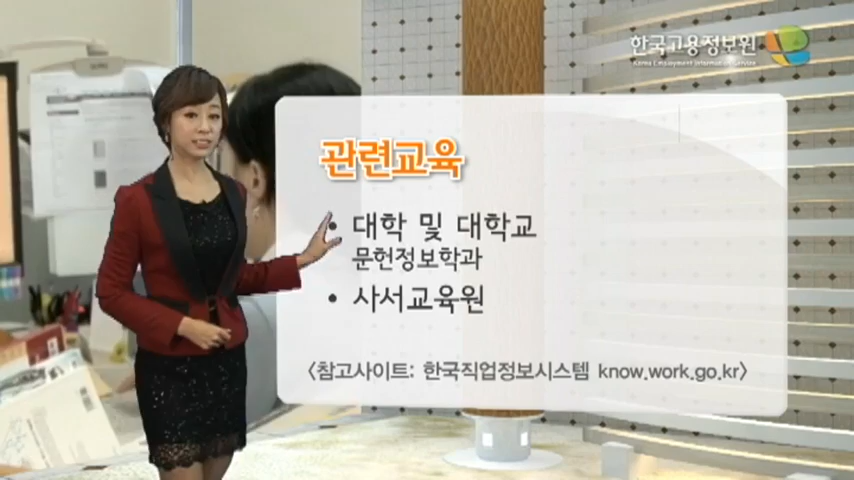 한국고용정보원
Korea Employment Information Service
관련교육
• 대학 및 대학교
문헌정보학과
• 사서교육원
<참고사이트: 한국직업정보시스템 know.work.go.kr>